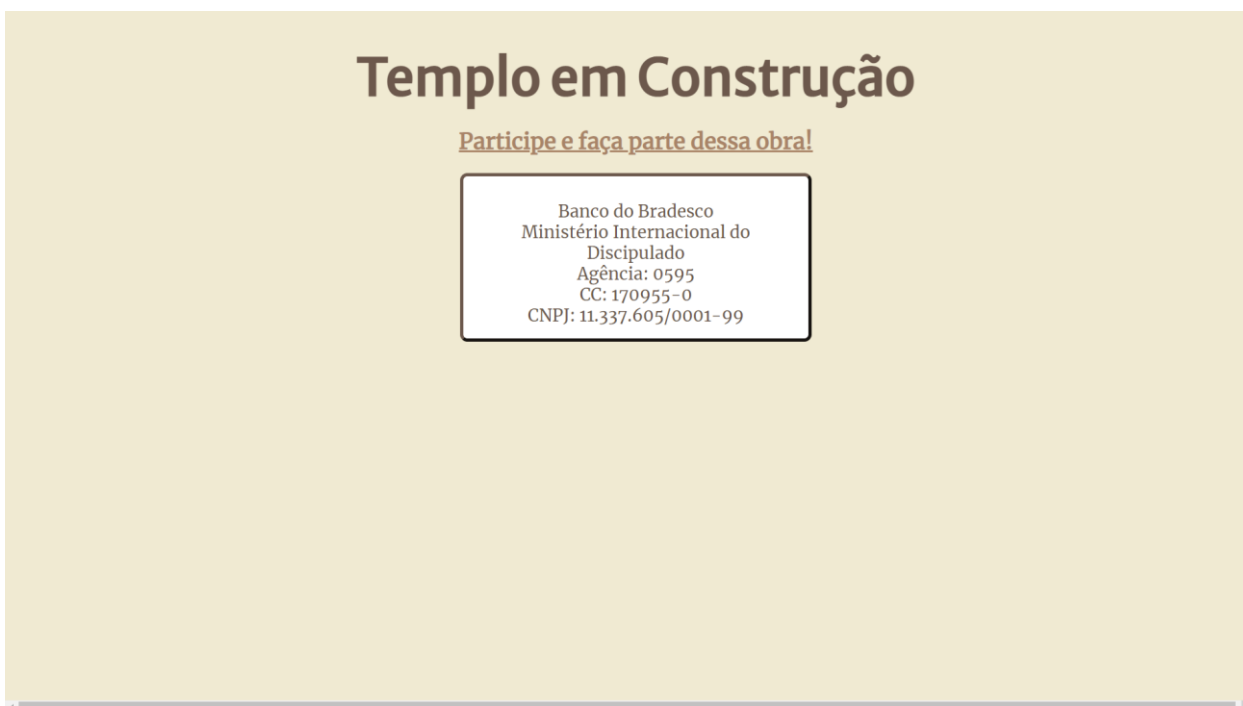 Templo em Construção
Participe e faça parte dessa obra!
Banco do Bradesco
Ministério Internacional do
Discipulado
Agência: 0595
CC: 170955-0
CNPJ: 11.337.605/0001-99